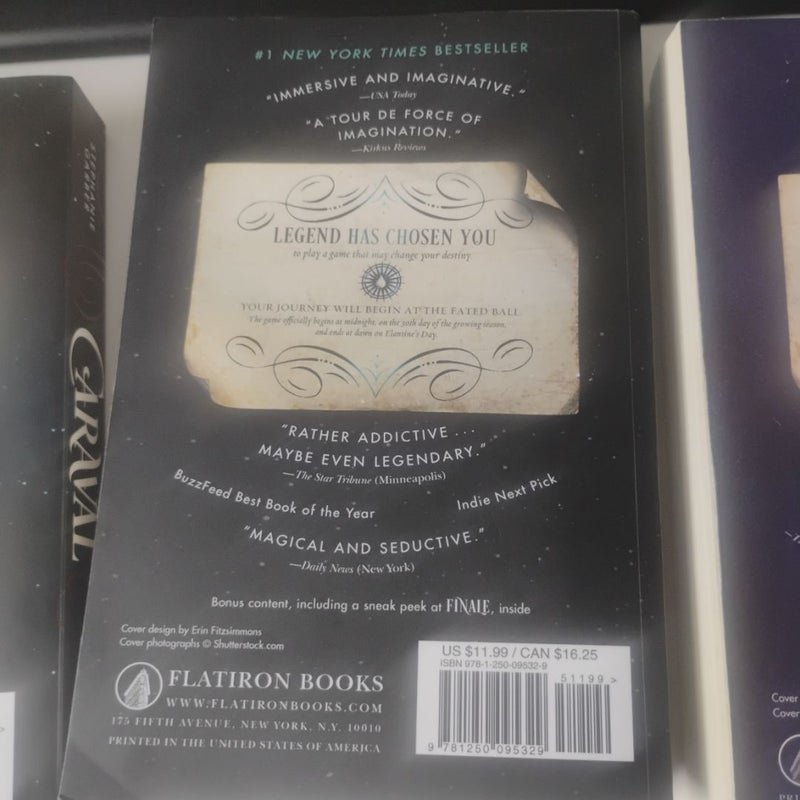 STEPHANIE
GARBER
CARAVAL
#1 NEW YORK TIMES BESTSELLER
"IMMERSIVE AND IMAGINATIVE."
—USA Today
"A TOUR DE FORCE OF
IMAGINATION."
—Kirkus Reviews
LEGEND HAS CHOSEN YOU
to play a game that may change your destiny.
YOUR JOURNEY WILL BEGIN AT THE FATED BALL.
The game officially begins at midnight, on the 30th day of the growing season,
and ends at dawn on Elantine's Day.
"RATHER ADDICTIVE ...
MAYBE EVEN LEGENDARY."
—The Star Tribune (Minneapolis)
BuzzFeed Best Book of the Year
Indie Next Pick
"MAGICAL AND SEDUCTIVE."
—Daily News (New York)
Bonus content, including a sneak peek at FINALE, inside
Cover design by Erin Fitzsimmons
Cover photographs © Shutterstock.com
FLATIRON BOOKS
WWW.FLATIRONBOOKS.COM
175 FIFTH AVENUE, NEW YORK, N.Y. 10010
PRINTED IN THE UNITED STATES OF AMERICA
US $11.99 / CAN $16.25
ISBN 978-1-250-09532-9
51199 >
9 781250 095329
Cover
Cover